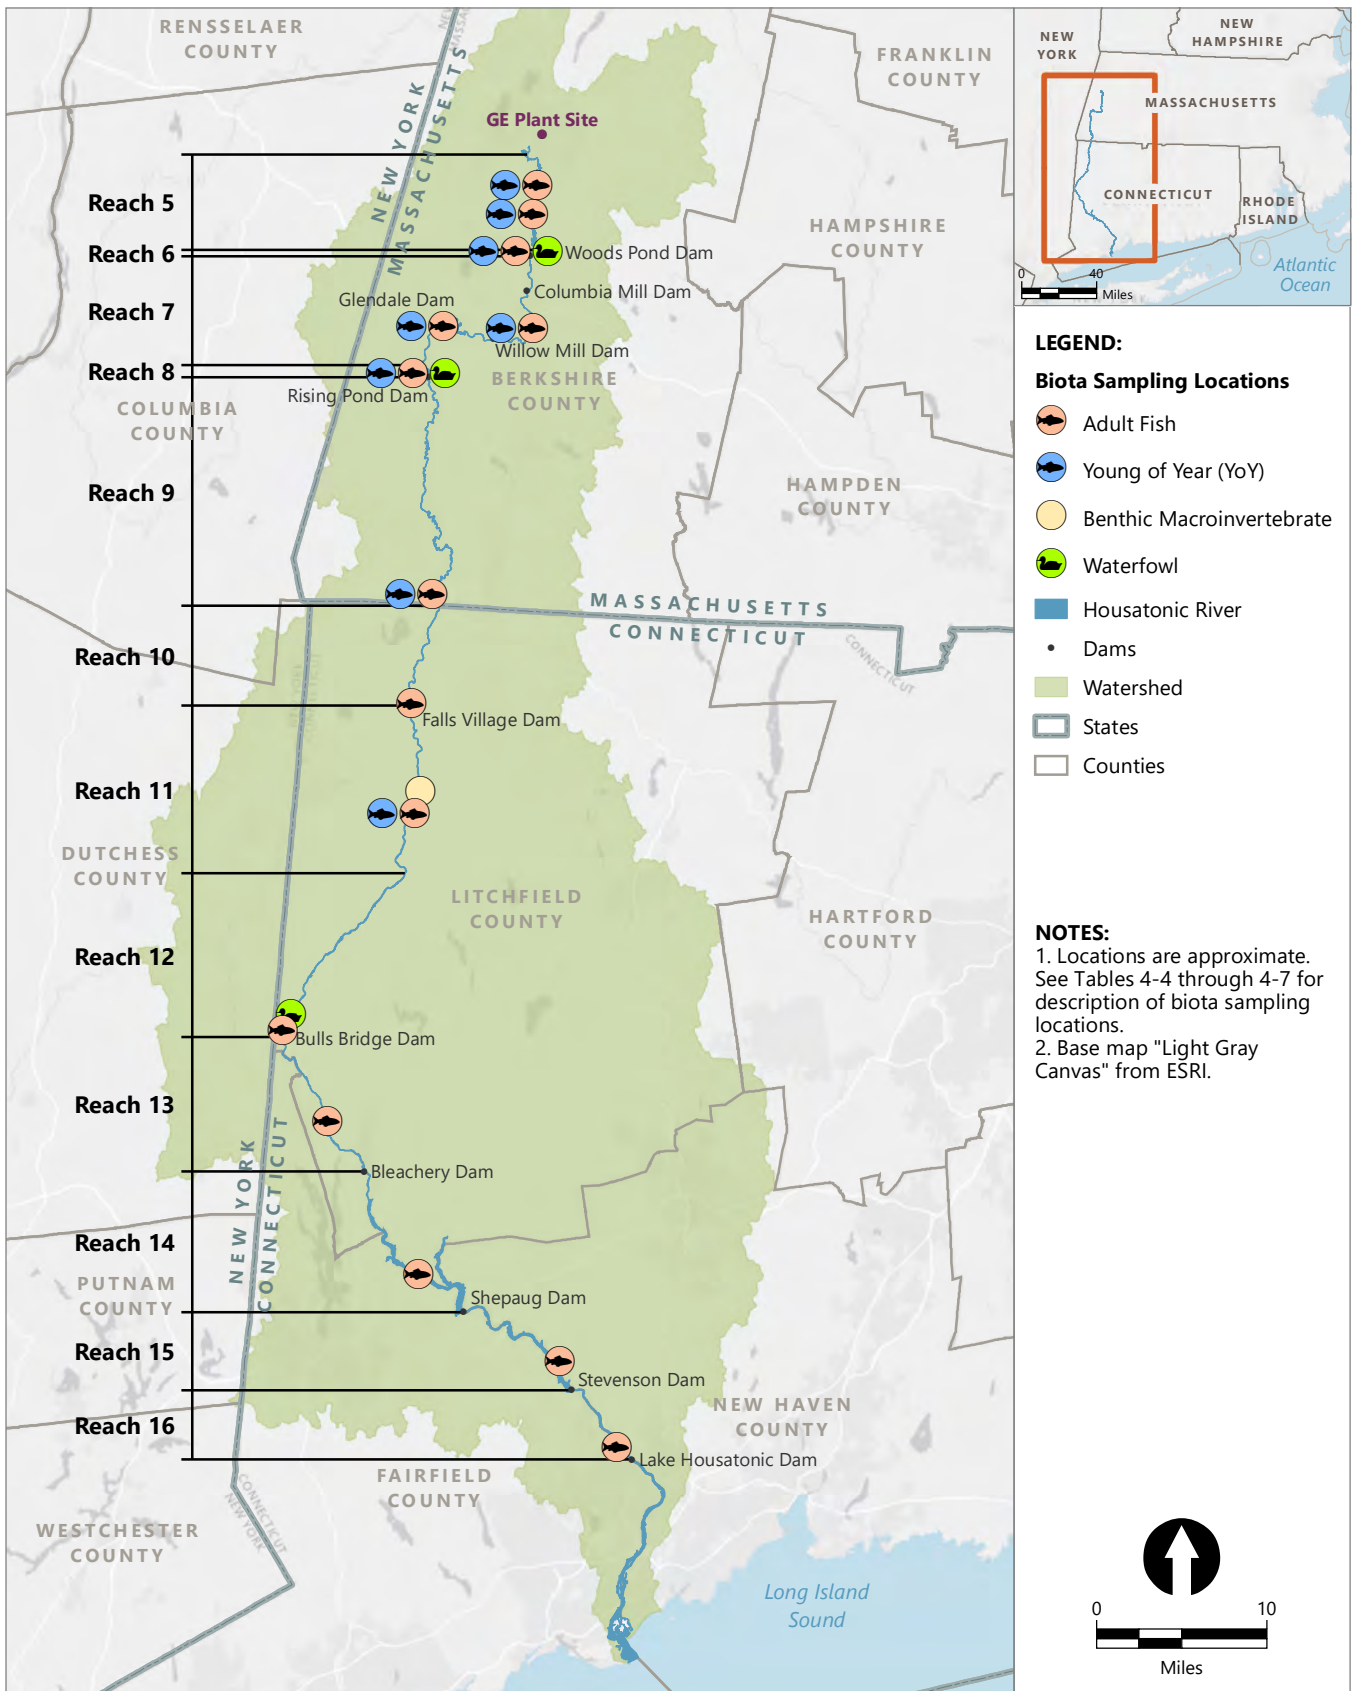 RENSSELAER
COUNTY
FRANKLIN
COUNTY
NEW YORK
MASSACHUSETTS
GE Plant Site
Reach 5
HAMPSHIRE
COUNTY
Reach 6
Woods Pond Dam
Columbia Mill Dam
Glendale Dam
Reach 7
Willow Mill Dam
Reach 8
BERKSHIRE
COUNTY
Rising Pond Dam
COLUMBIA
COUNTY
Reach 9
HAMPDEN
COUNTY
MASSACHUSETTS
CONNECTICUT
CONNECTICUT
Reach 10
Falls Village Dam
Reach 11
DUTCHESS
COUNTY
LITCHFIELD
COUNTY
HARTFORD
COUNTY
Reach 12
Bulls Bridge Dam
Reach 13
NEW YORK
CONNECTICUT
Bleachery Dam
Reach 14
PUTNAM
COUNTY
Shepaug Dam
Reach 15
Stevenson Dam
NEW HAVEN
COUNTY
Reach 16
Lake Housatonic Dam
FAIRFIELD
COUNTY
CONNECTICUT
NEW YORK
WESTCHESTER
COUNTY
Long Island
Sound
NEW
YORK
NEW
HAMPSHIRE
MASSACHUSETTS
CONNECTICUT
RHODE
ISLAND
Atlantic
Ocean
0 40
Miles
LEGEND:
Biota Sampling Locations
Adult Fish
Young of Year (YoY)
Benthic Macroinvertebrate
Waterfowl
Housatonic River
Dams
Watershed
States
Counties
NOTES:
1. Locations are approximate.
See Tables 4-4 through 4-7 for
description of biota sampling
locations.
2. Base map "Light Gray
Canvas" from ESRI.
0 10
Miles